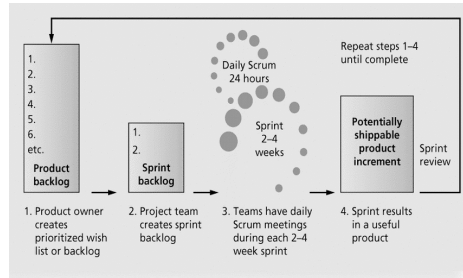 1.
2.
3.
4.
5.
6.
etc.
Product
backlog
1.
2.
Sprint
backlog
Daily Scrum
24 hours
Sprint
2–4
weeks
Repeat steps 1–4
until complete
Potentially
shippable
product
increment
Sprint
review
1. Product owner
creates
prioritized wish
list or backlog
2. Project team
creates sprint
backlog
3. Teams have daily
Scrum meetings
during each 2–4
week sprint
4. Sprint results
in a useful
product